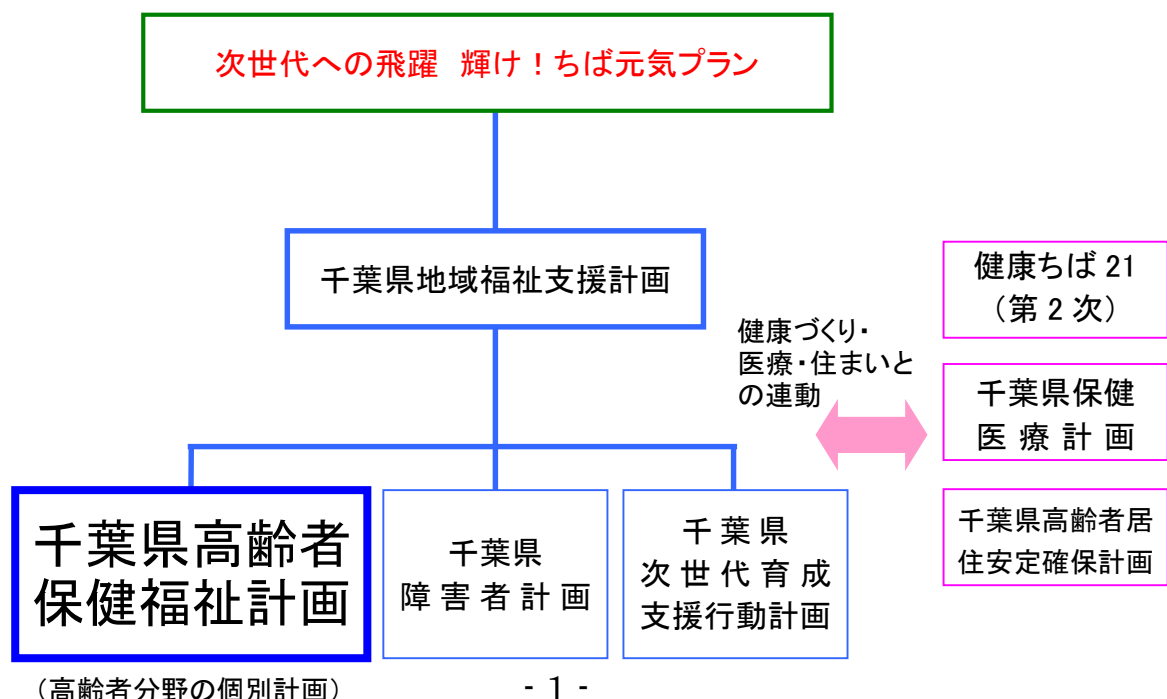 次世代への飛躍 輝け!ちば元気プラン
千葉県地域福祉支援計画
健康づくり・
医療・住まいと
の連動
健康ちば 21
(第 2 次)
千葉県保健
医 療 計 画
千葉県高齢者居
住安定確保計画
千葉県高齢者
保健福祉計画
千葉県
障 害 者 計 画
千 葉 県
次 世 代 育 成
支援行動計画
(高齢者分野の個別計画)
- 1 -